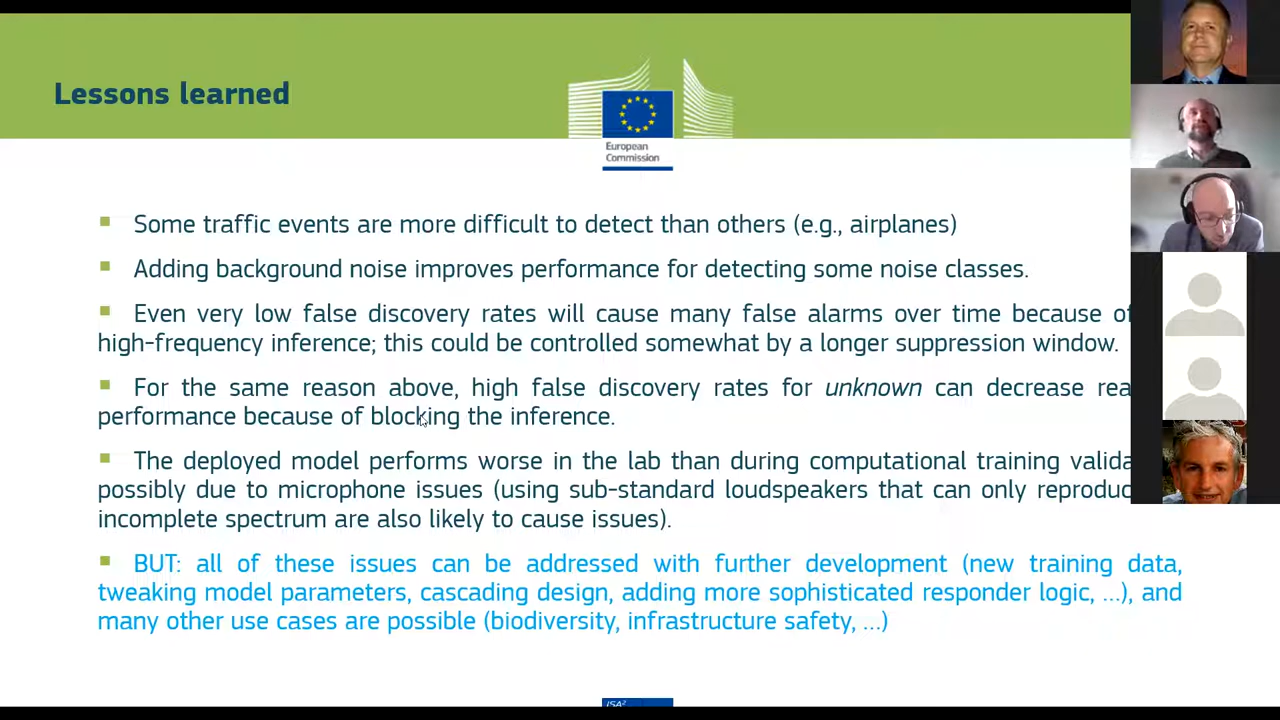 Lessons learned
European
Commission
Some traffic events are more difficult to detect than others (e.g., airplanes)
Adding background noise improves performance for detecting some noise classes.
Even very low false discovery rates will cause many false alarms over time because of
high-frequency inference; this could be controlled somewhat by a longer suppression window.
For the same reason above, high false discovery rates for unknown can decrease rea
performance because of blocking the inference.
The deployed model performs worse in the lab than during computational training valida
possibly due to microphone issues (using sub-standard loudspeakers that can only reproduc
incomplete spectrum are also likely to cause issues).
BUT: all of these issues can be addressed with further development (new training data,
tweaking model parameters, cascading design, adding more sophisticated responder logic, ...), and
many other use cases are possible (biodiversity, infrastructure safety, ...)
ISA²